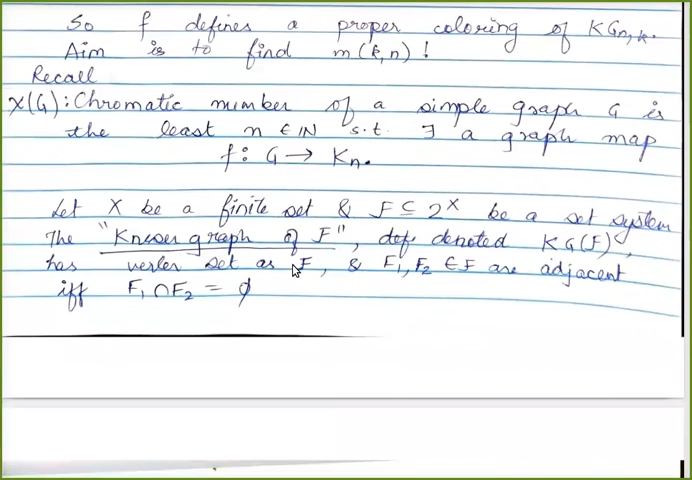 So f defines a proper coloring of KG_{n,k}.
Aim is to find m(k,n)!
Recall
χ(G): Chromatic number of a simple graph G is
the least n ∈ ℕ s.t. ∃ a graph map
f: G → K_n.
Let X be a finite set & F ⊆ 2^X be a set system
The "Kneser graph of F", def denoted KG(F),
has vertex set as F, & F_1, F_2 ∈ F are adjacent
iff F_1 ∩ F_2 = ∅